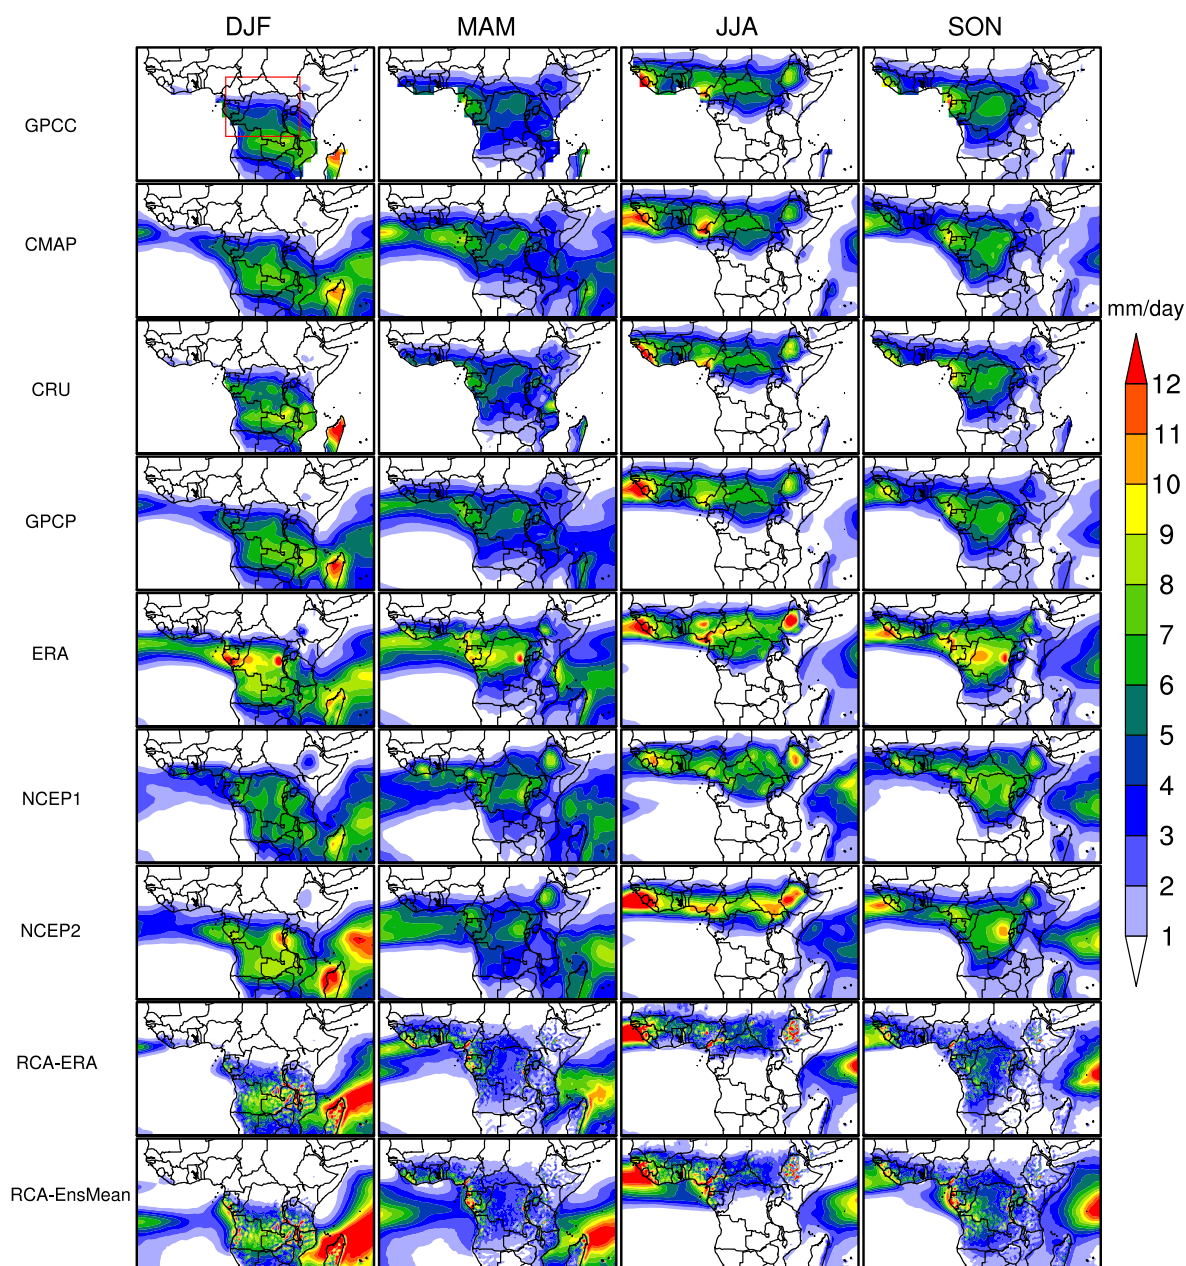 DJF MAM JJA SON
GPCC
CMAP
mm/day
CRU
12
11
GPCP
10
9
8
ERA
7
6
5
NCEP1
4
3
2
NCEP2
1
RCA-ERA
RCA-EnsMean